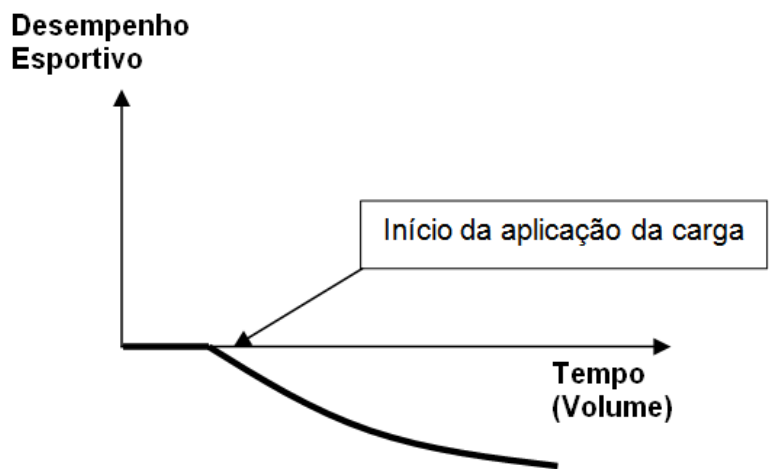 Desempenho
Esportivo
Início da aplicação da carga
Tempo
(Volume)